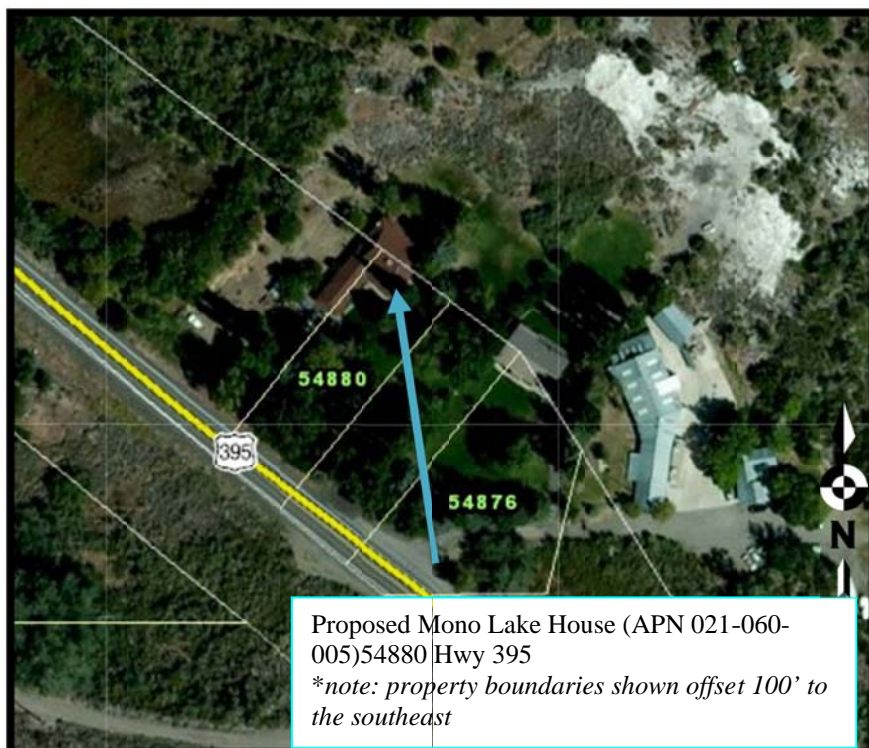 54880
395
54876
N
Proposed Mono Lake House (APN 021-060-
005)54880 Hwy 395
*note: property boundaries shown offset 100’ to
the southeast